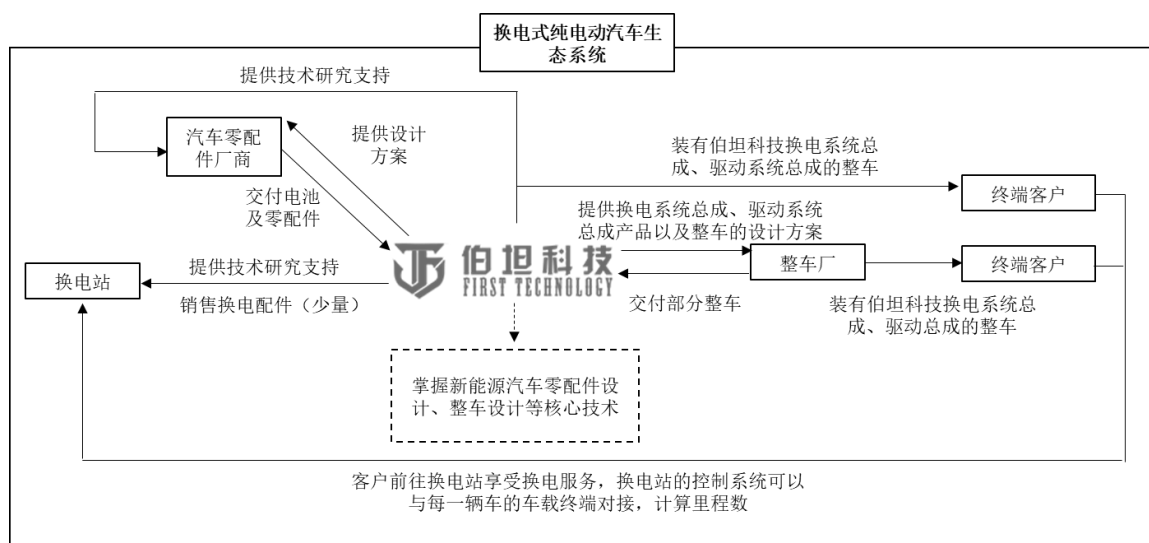 换电式纯电动汽车生
态系统
提供技术研究支持
汽车零配
件厂商
提供设计
方案
装有伯坦科技换电系统总
成、驱动系统总成的整车
终端客户
交付电池
及零配件
提供换电系统总成、驱动系统
总成产品以及整车的设计方案
伯坦科技
FIRST TECHNOLOGY
整车厂
终端客户
换电站
提供技术研究支持
销售换电配件（少量）
交付部分整车
装有伯坦科技换电系统总
成、驱动总成的整车
掌握新能源汽车零配件设
计、整车设计等核心技术
客户前往换电站享受换电服务，换电站的控制系统可以
与每一辆车的车载终端对接，计算里程数